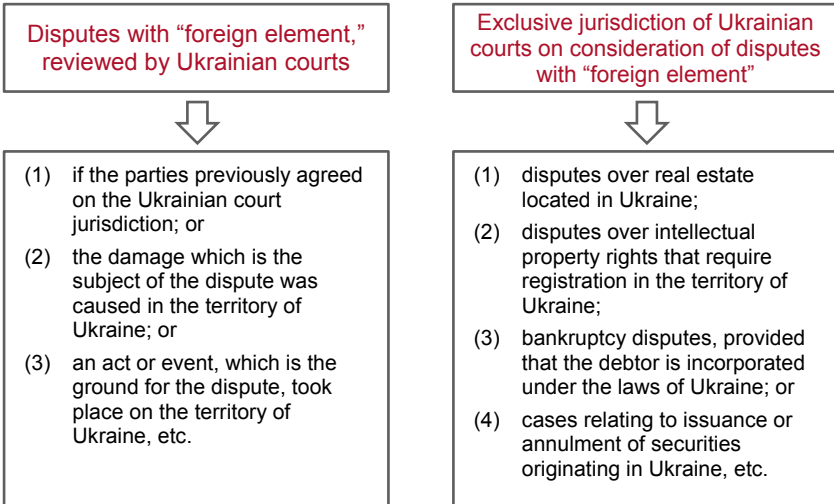 Disputes with “foreign element,”
reviewed by Ukrainian courts
(1) if the parties previously agreed
on the Ukrainian court
jurisdiction; or
(2) the damage which is the
subject of the dispute was
caused in the territory of
Ukraine; or
(3) an act or event, which is the
ground for the dispute, took
place on the territory of
Ukraine, etc.
Exclusive jurisdiction of Ukrainian
courts on consideration of disputes
with “foreign element”
(1) disputes over real estate
located in Ukraine;
(2) disputes over intellectual
property rights that require
registration in the territory of
Ukraine;
(3) bankruptcy disputes, provided
that the debtor is incorporated
under the laws of Ukraine; or
(4) cases relating to issuance or
annulment of securities
originating in Ukraine, etc.